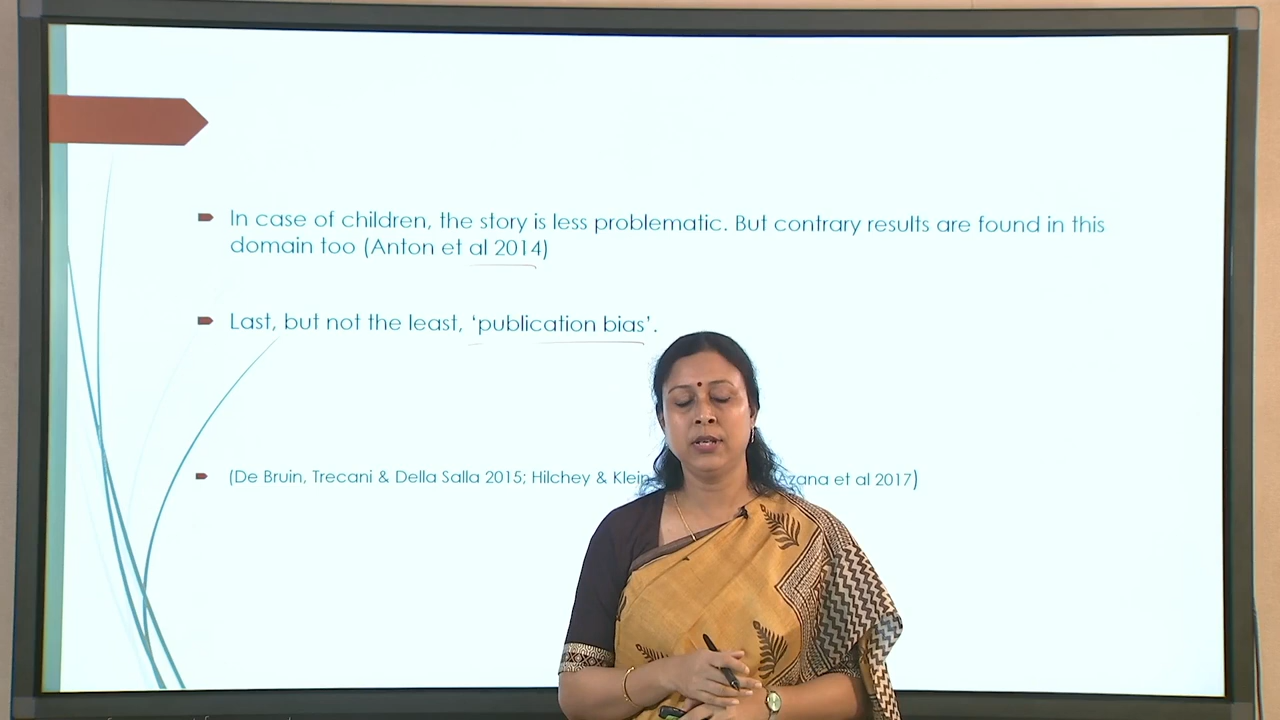 In case of children, the story is less problematic. But contrary results are found in this
domain too (Anton et al 2014)
Last, but not the least, ‘publication bias’.
(De Bruin, Trecani & Della Salla 2015; Hilchey & Klein Azana et al 2017)